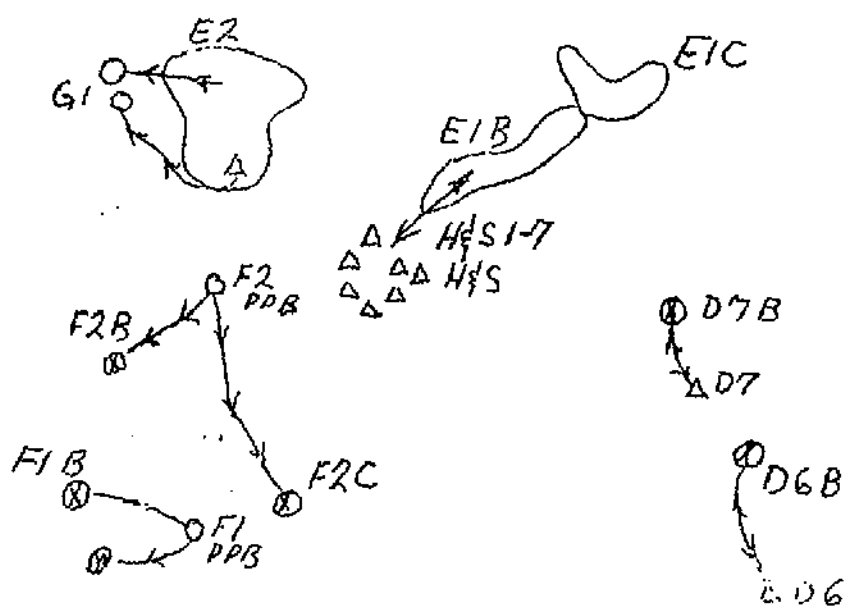 E2
E1C
G1
E1B
H&S 1-7
H&S
F2
PPB
F2B
D7B
D7
F1B
F2C
D6B
F1
PPB
D6